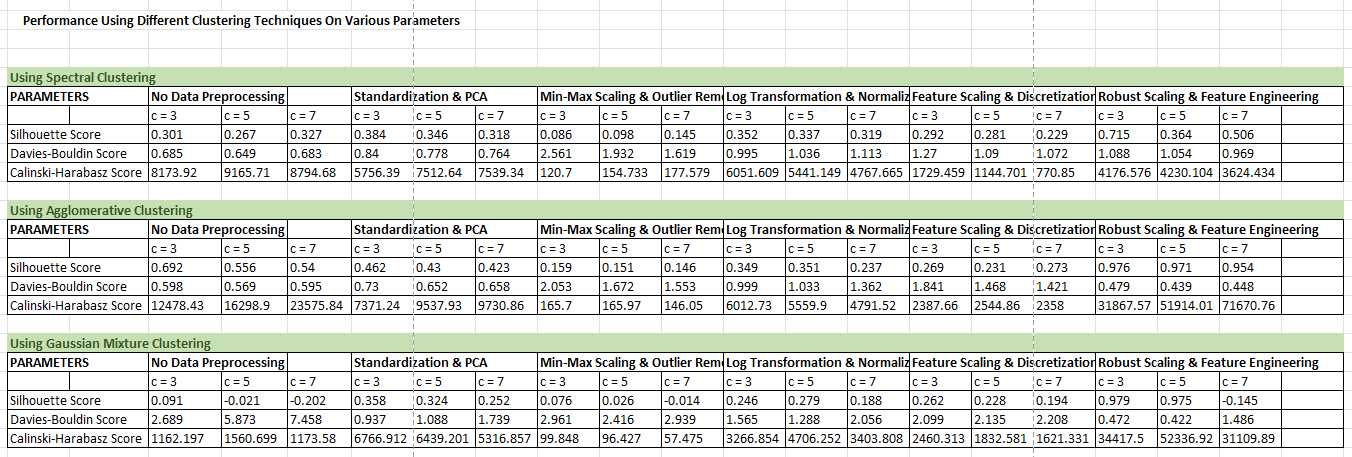 Performance Using Different Clustering Techniques On Various Parameters
Using Spectral Clustering
PARAMETERS No Data Preprocessing Standardization & PCA Min-Max Scaling & Outlier Rem Log Transformation & Normaliz Feature Scaling & Discretization Robust Scaling & Feature Engineering
c = 3 c = 5 c = 7 c = 3 c = 5 c = 7 c = 3 c = 5 c = 7 c = 3 c = 5 c = 7 c = 3 c = 5 c = 7 c = 3 c = 5 c = 7
Silhouette Score 0.301 0.267 0.327 0.384 0.346 0.318 0.086 0.098 0.145 0.352 0.337 0.319 0.292 0.281 0.229 0.715 0.364 0.506
Davies-Bouldin Score 0.685 0.649 0.683 0.84 0.778 0.764 2.561 1.932 1.619 0.995 1.036 1.113 1.27 1.09 1.072 1.088 1.054 0.969
Calinski-Harabasz Score 8173.92 9165.71 8794.68 5756.39 7512.64 7539.34 120.7 154.733 177.579 6051.609 5441.149 4767.665 1729.459 1144.701 770.85 4176.576 4230.104 3624.434
Using Agglomerative Clustering
PARAMETERS No Data Preprocessing Standardization & PCA Min-Max Scaling & Outlier Rem Log Transformation & Normaliz Feature Scaling & Discretization Robust Scaling & Feature Engineering
c = 3 c = 5 c = 7 c = 3 c = 5 c = 7 c = 3 c = 5 c = 7 c = 3 c = 5 c = 7 c = 3 c = 5 c = 7 c = 3 c = 5 c = 7
Silhouette Score 0.692 0.556 0.54 0.462 0.43 0.423 0.159 0.151 0.146 0.349 0.351 0.237 0.269 0.231 0.273 0.976 0.971 0.954
Davies-Bouldin Score 0.598 0.569 0.595 0.73 0.652 0.658 2.053 1.672 1.553 0.999 1.033 1.362 1.841 1.468 1.421 0.479 0.439 0.448
Calinski-Harabasz Score 12478.43 16298.9 23575.84 7371.24 9537.93 9730.86 165.7 165.97 146.05 6012.73 5559.9 4791.52 2387.66 2544.86 2358 31867.57 51914.01 71670.76
Using Gaussian Mixture Clustering
PARAMETERS No Data Preprocessing Standardization & PCA Min-Max Scaling & Outlier Rem Log Transformation & Normaliz Feature Scaling & Discretization Robust Scaling & Feature Engineering
c = 3 c = 5 c = 7 c = 3 c = 5 c = 7 c = 3 c = 5 c = 7 c = 3 c = 5 c = 7 c = 3 c = 5 c = 7 c = 3 c = 5 c = 7
Silhouette Score 0.091 -0.021 -0.202 0.358 0.324 0.252 0.076 0.026 -0.014 0.246 0.279 0.188 0.262 0.228 0.194 0.979 0.975 -0.145
Davies-Bouldin Score 2.689 5.873 7.458 0.937 1.088 1.739 2.961 2.416 2.939 1.565 1.288 2.056 2.099 2.135 2.208 0.472 0.422 1.486
Calinski-Harabasz Score 1162.197 1560.699 1173.58 6766.912 6439.201 5316.857 99.848 96.427 57.475 3266.854 4706.252 3403.808 2460.313 1832.581 1621.331 34417.5 52336.92 31109.89